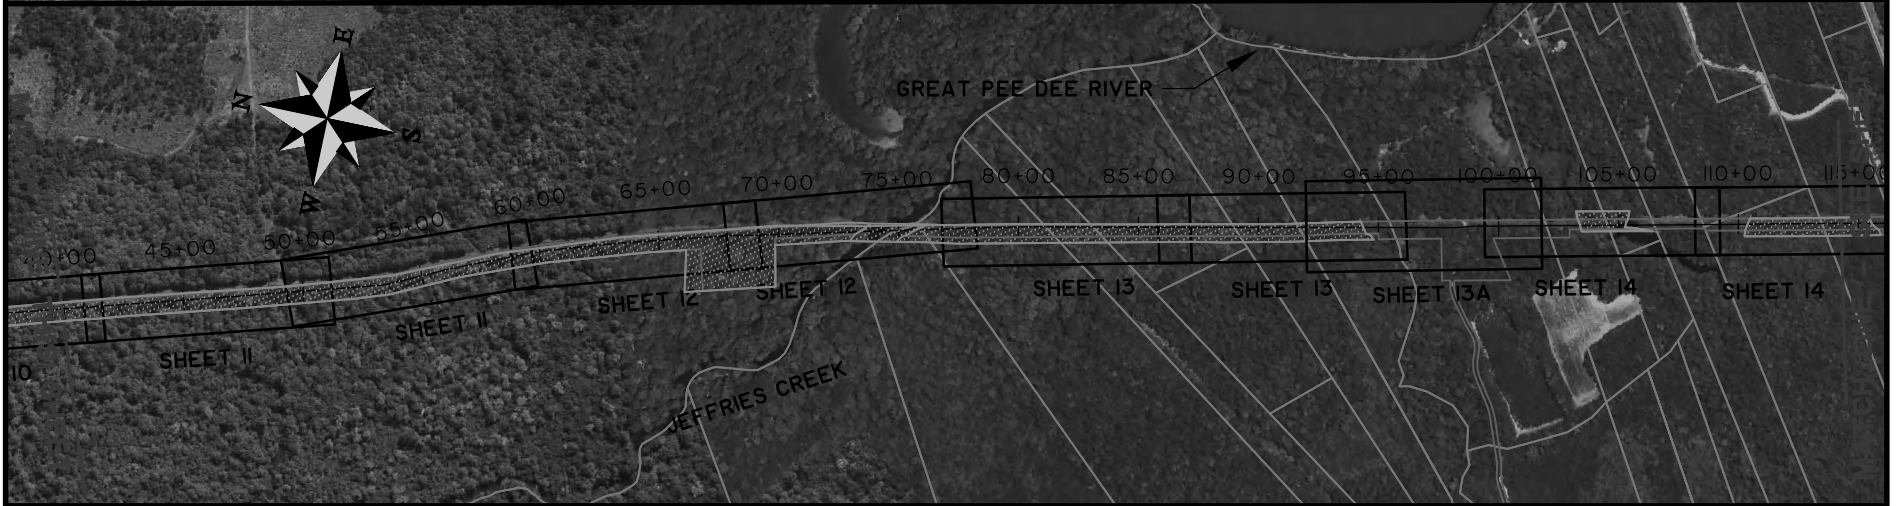 E
N
S
W
GREAT PEE DEE RIVER
40+00
45+00
50+00
55+00
60+00
65+00
70+00
75+00
80+00
85+00
90+00
95+00
100+00
105+00
110+00
115+00
10
SHEET 11
SHEET 11
SHEET 12
SHEET 12
SHEET 13
SHEET 13
SHEET 13A
SHEET 14
SHEET 14
JEFFRIES CREEK